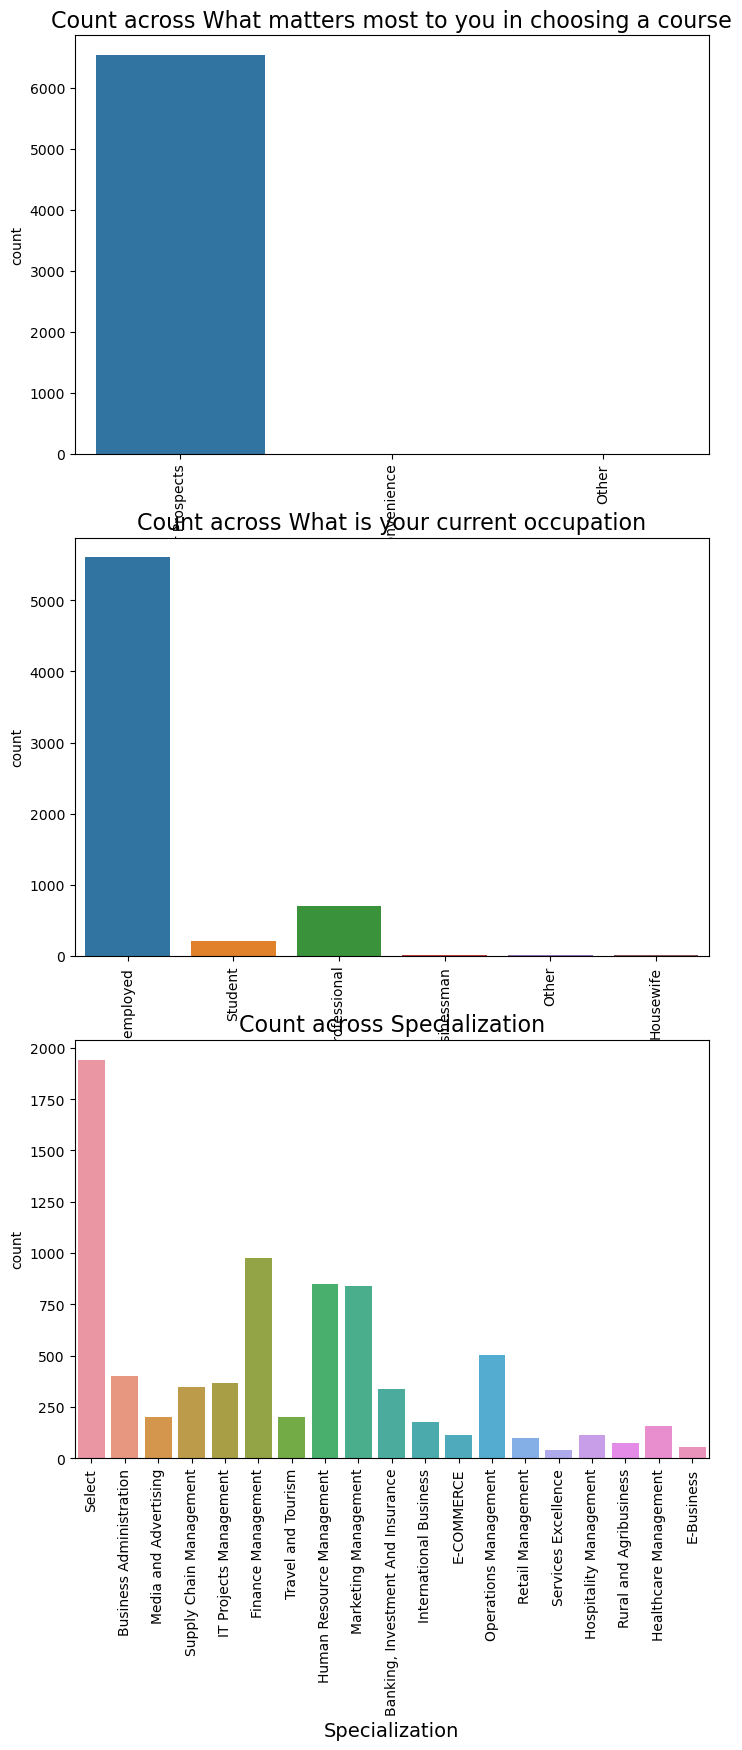 Count across What matters most to you in choosing a course
6000
5000
4000
3000
2000
1000
0
count
Prospects
Other
Count across What is your current occupation
5000
4000
3000
2000
1000
0
count
employed
Student
Other
Housewife
Count across Specialization
2000
1750
1500
1250
1000
750
500
250
0
count
Select
Business Administration
Media and Advertising
Supply Chain Management
IT Projects Management
Finance Management
Travel and Tourism
Human Resource Management
Marketing Management
Banking, Investment And Insurance
International Business
E-COMMERCE
Operations Management
Retail Management
Services Excellence
Hospitality Management
Rural and Agribusiness
Healthcare Management
E-Business
Specialization